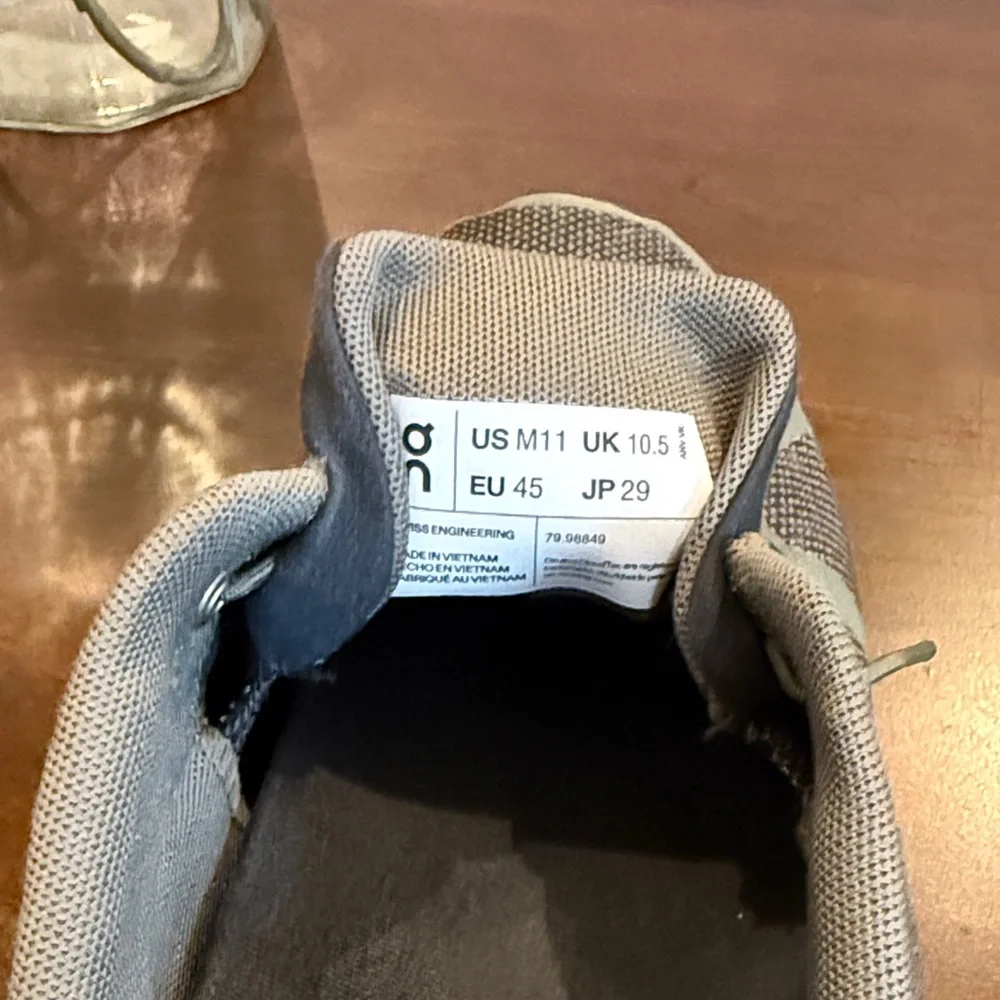 US M11 UK 10.5
EU 45 JP 29
ISS ENGINEERING
ADE IN VIETNAM
CHO EN VIETNAM
ABRIQUÉ AU VIETNAM
79.98849